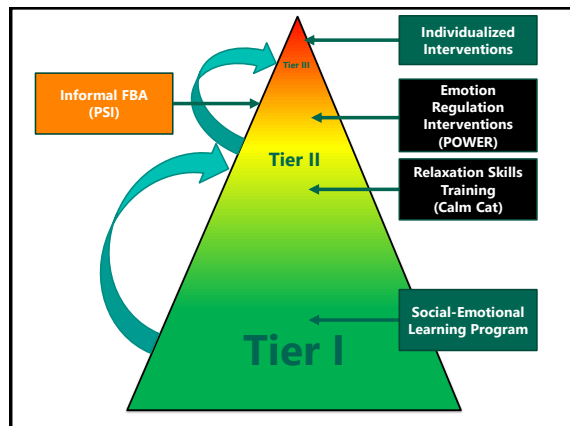 Individualized
Interventions
Tier III
Informal FBA
(PSI)
Emotion
Regulation
Interventions
(POWER)
Tier II
Relaxation Skills
Training
(Calm Cat)
Social-Emotional
Learning Program
Tier I